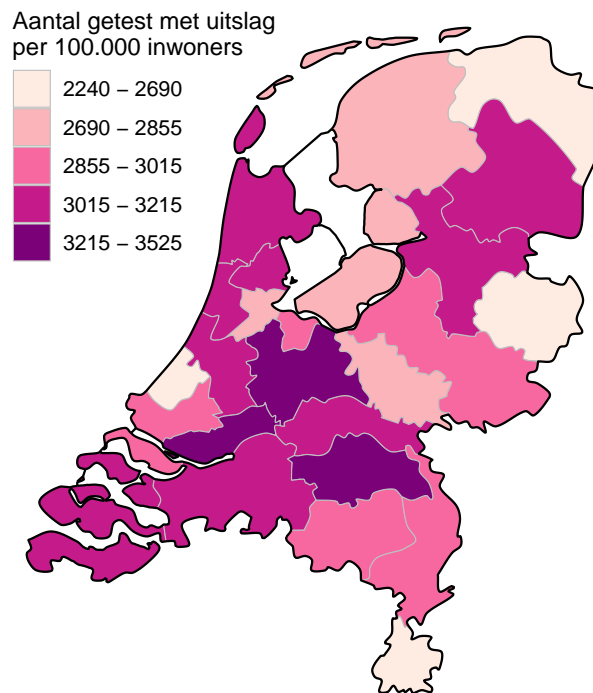 Aantal getest met uitslag
per 100.000 inwoners
2240 – 2690
2690 – 2855
2855 – 3015
3015 – 3215
3215 – 3525